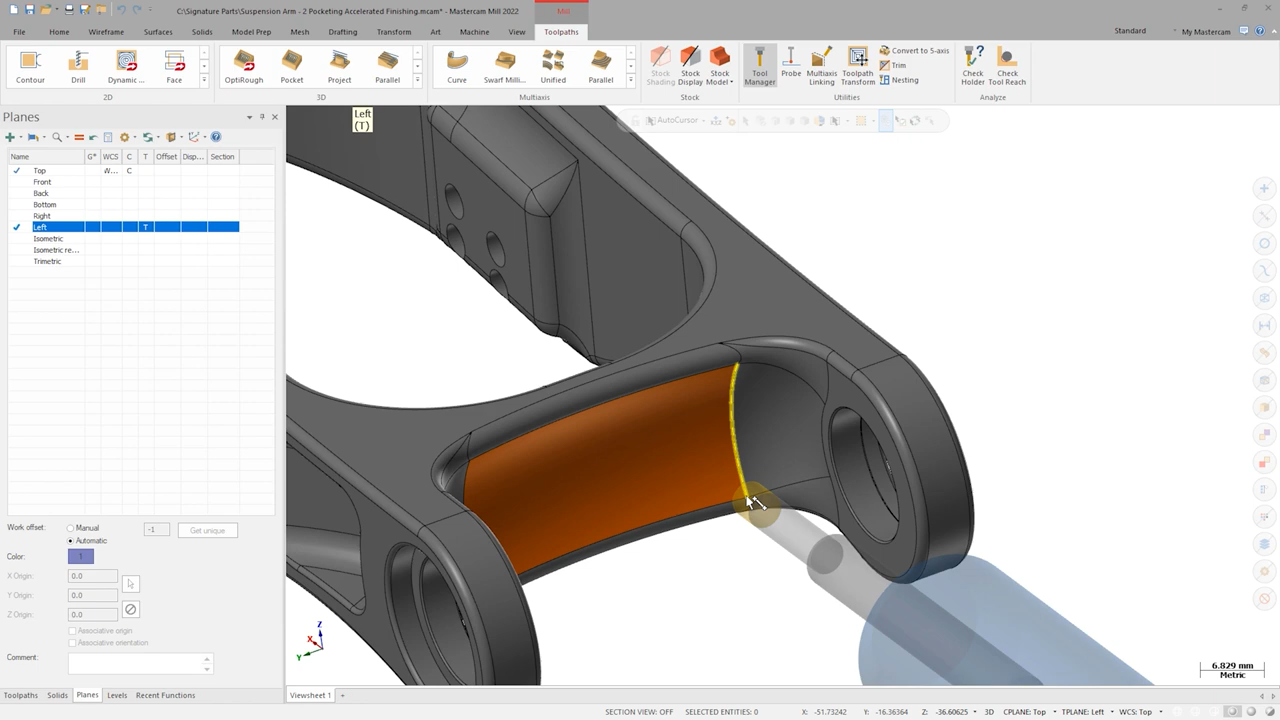 C:\Signature Parts\Suspension Arm - 2 Pocketing Accelerated Finishing.mcam* - Mastercam Mill 2022
Mill
File Home Wireframe Surfaces Solids Model Prep Mesh Drafting Transform Art Machine View Toolpaths
Standard My Mastercam
Contour Drill Dynamic ... Face
2D
OptiRough Pocket Project Parallel
3D
Curve Swarf Milli... Unified Parallel
Multiaxis
Stock Shading Stock Display Stock Model
Stock
Tool Manager Probe Multiaxis Linking Toolpath Transform
Convert to 5-axis
Trim
Nesting
Utilities
Check Holder Check Tool Reach
Analyze
Planes
Name G* WCS C T Offset Disp... Section
Top W... C
Front
Back
Bottom
Right
Left T
Isometric
Isometric re...
Trimetric
Work offset: Manual -1 Get unique
Automatic
Color: 1
X Origin: 0.0
Y Origin: 0.0
Z Origin: 0.0
Associative origin
Associative orientation
Comment:
Toolpaths Solids Planes Levels Recent Functions
Left
(T)
AutoCursor
Z
X
Y
6.829 mm
Metric
Viewsheet 1 +
SECTION VIEW: OFF SELECTED ENTITIES: 0 X: -51.73242 Y: -16.36364 Z: -36.60625 3D CPLANE: Top TPLANE: Left WCS: Top